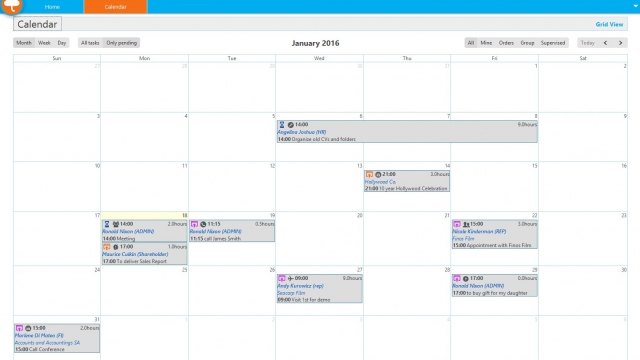 Home
Calendar
Calendar
Grid View
Month Week Day
All tasks Only pending
January 2016
All Mine Orders Group Supervised
Today
Sun Mon Tue Wed Thu Fri Sat
27 28 29 30 31 1 2
3 4 5 6 7 8 9
14:00 9.0hours
Angelina Joshua (HR)
14:00 Organize old CVs and folders
10 11 12 13 14 15 16
21:00 3.0hours
Hollywood Co.
21:00 10 year Hollywood Celebration
17 18 19 20 21 22 23
14:00 2.0hours
Ronald Nixon (ADMIN)
14:00 Meeting
17:00 1.0hours
Maurice Catkin (Shareholder)
17:00 To deliver Sales Report
11:15 0.5hours
Ronald Nixon (ADMIN)
11:15 call James Smith
15:00 3.0hours
Nicole Kinderman (REP)
Finos Film
15:00 Appointment with Finos Film
24 25 26 27 28 29 30
09:00 9.0hours
Andy Kurowicz (rep)
09:00 Visit 1st for demo
17:00 0.0hours
Ronald Nixon (ADMIN)
17:00 to buy gift for my daughter
31 1 2 3 4 5 6
15:00 2.0hours
Mariana Di Mateo (FI)
Accounts and Accountings SA
15:00 Call Conference